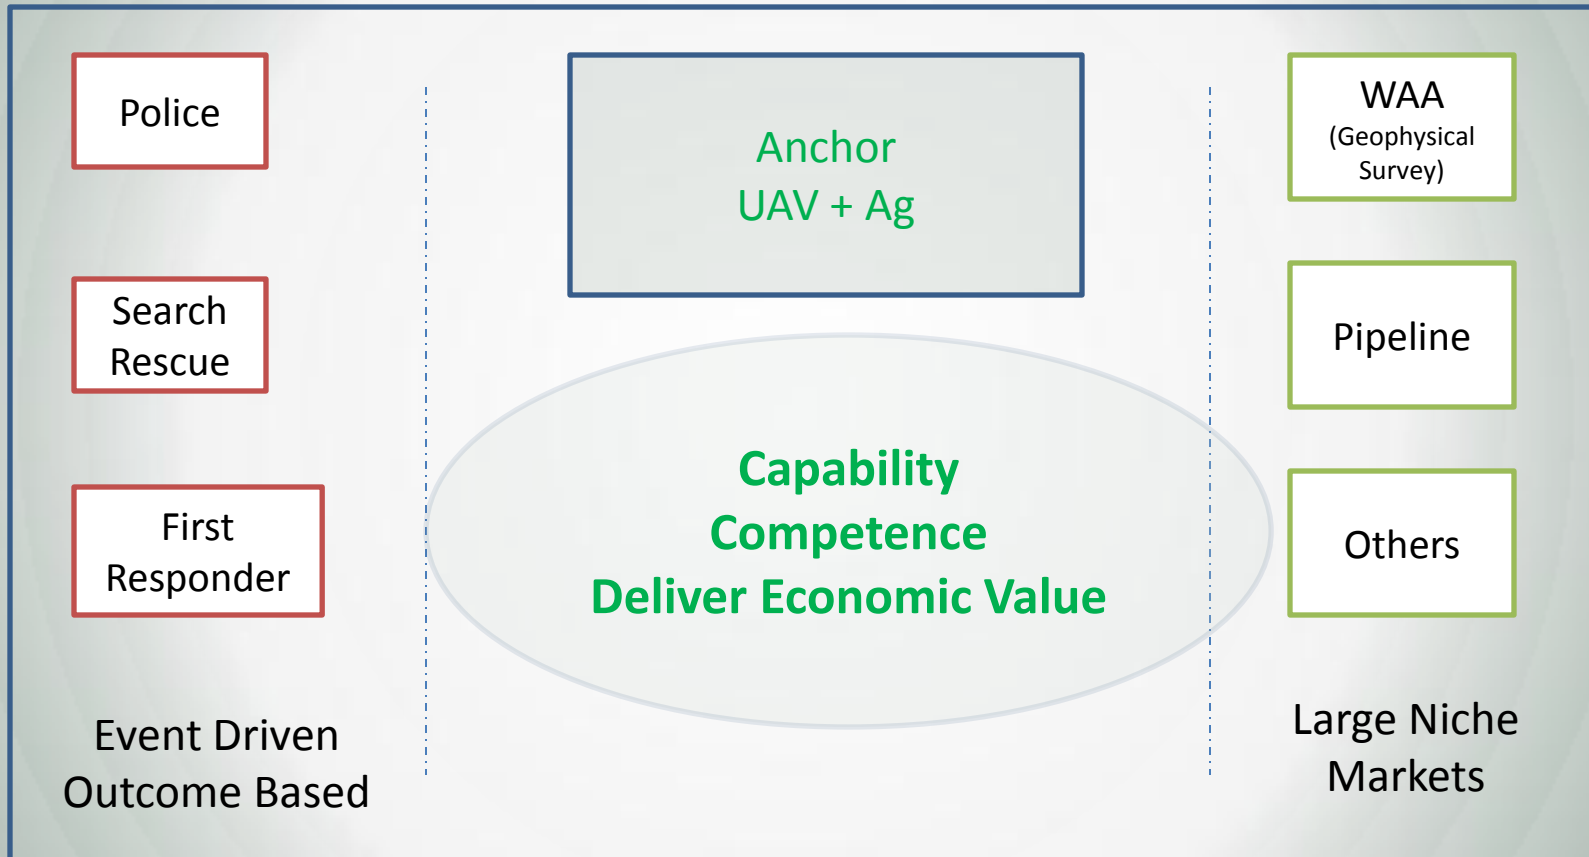 Police
Search
Rescue
First
Responder
Event Driven
Outcome Based
Anchor
UAV + Ag
Capability
Competence
Deliver Economic Value
WAA
(Geophysical
Survey)
Pipeline
Others
Large Niche
Markets